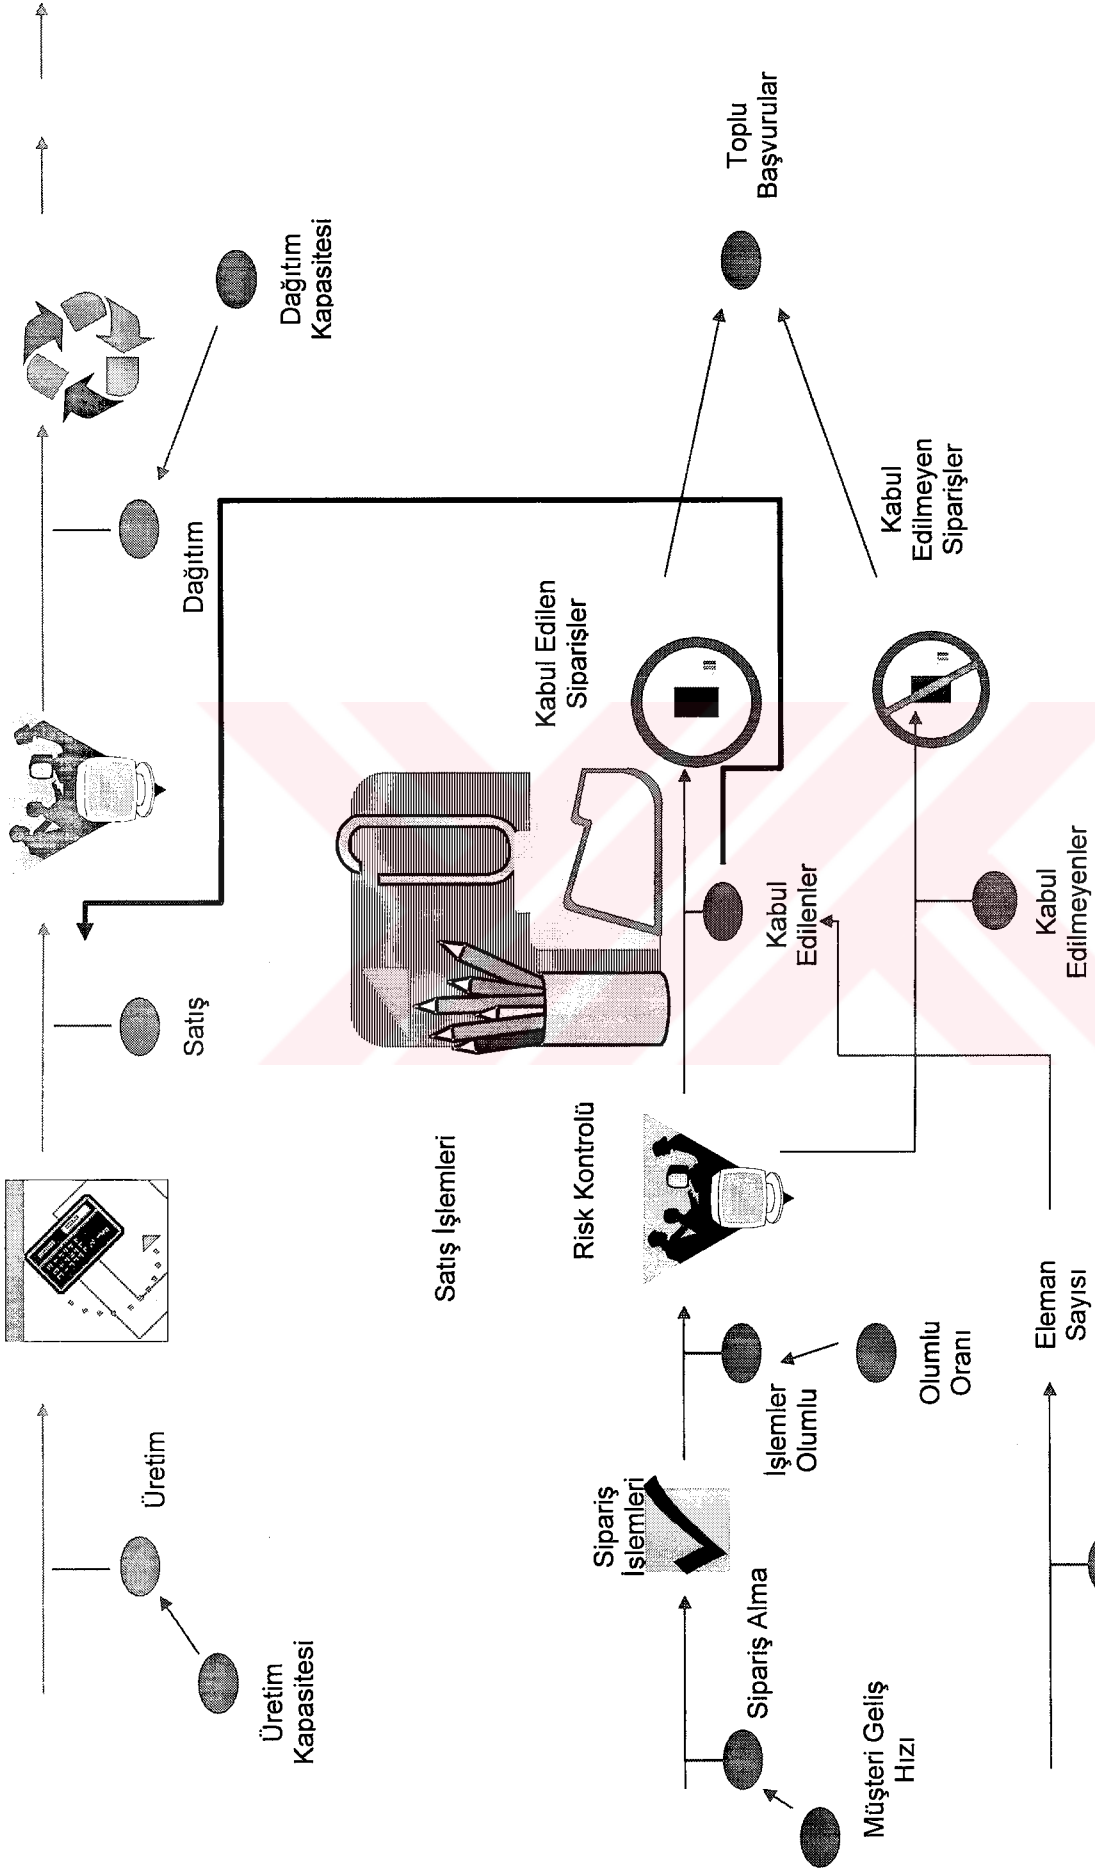 Üretim
Kapasitesi
Üretim
Satış
Dağıtım
Dağıtım
Kapasitesi
Satış İşlemleri
Müşteri Geliş
Hızı
Sipariş Alma
Sipariş
İşlemleri
İşlemler
Olumlu
Olumlu
Oranı
Risk Kontrolü
Kabul
Edilenler
Kabul Edilen
Siparişler
Kabul
Edilmeyenler
Kabul
Edilmeyen
Siparişler
Toplu
Başvurular
Eleman
Sayısı